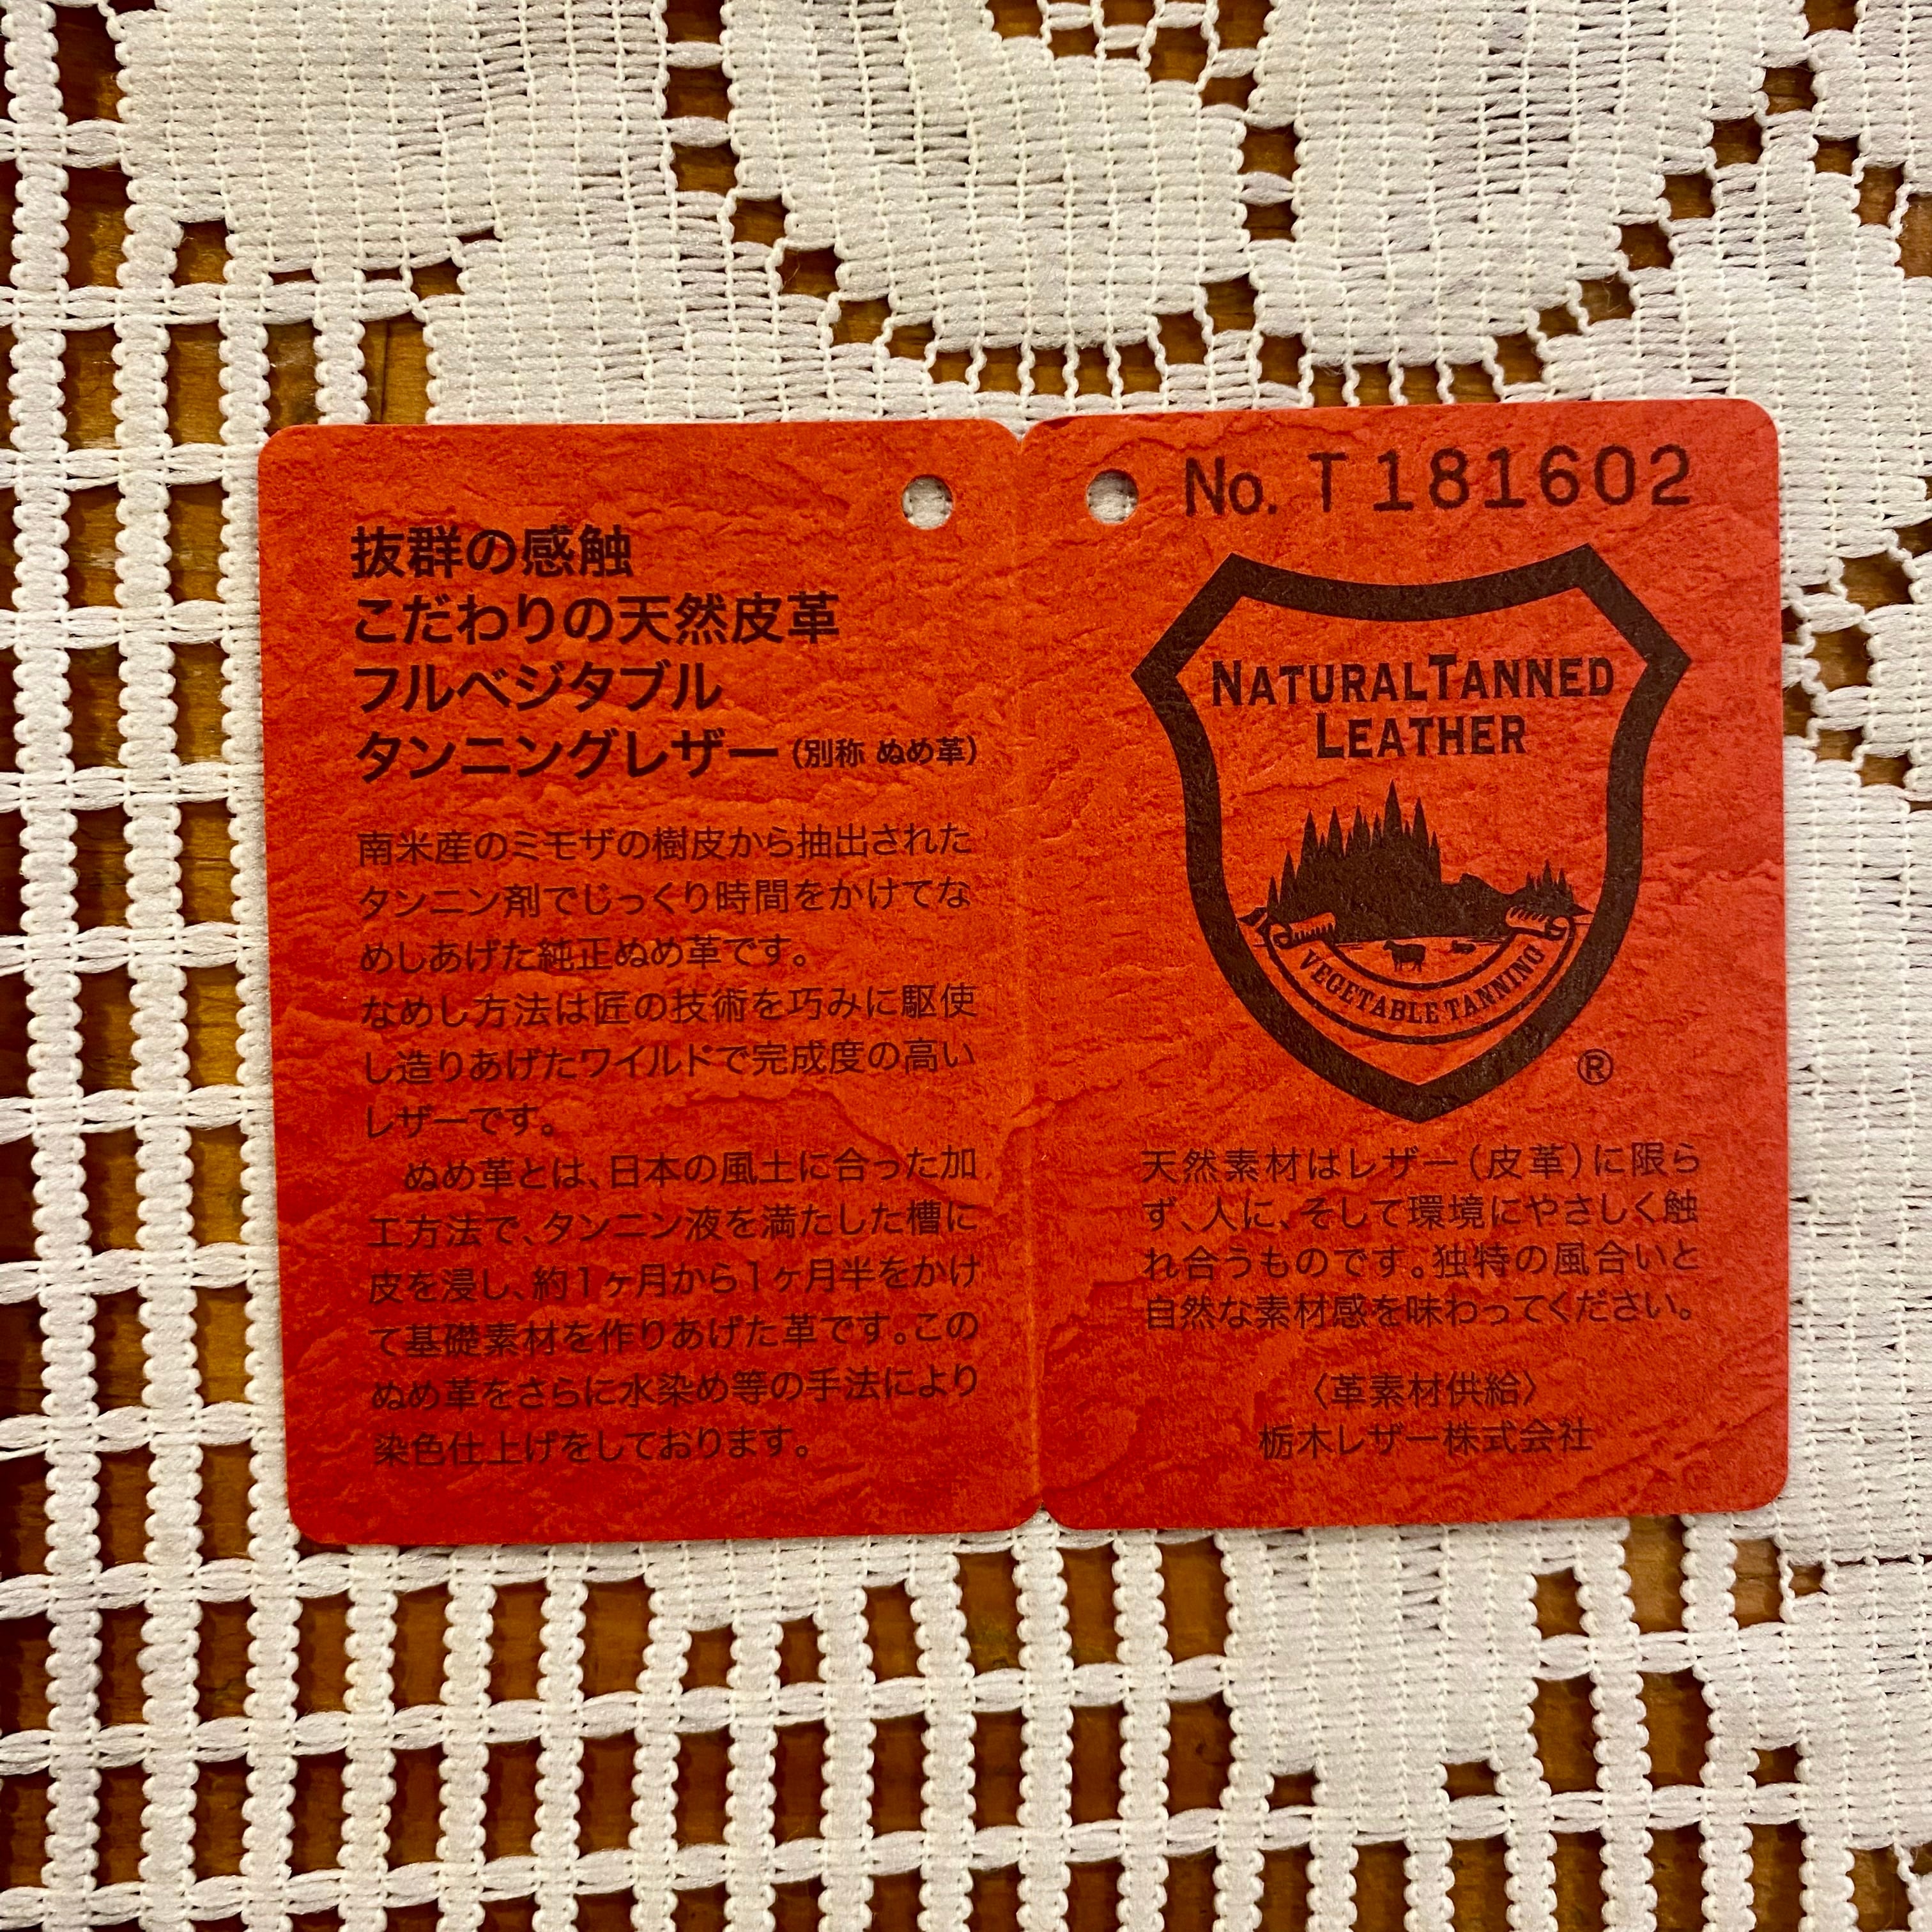 抜群の感触
こだわりの天然皮革
フルベジタブル
タンニングレザー（別称 ぬめ革）
南米産のミモザの樹皮から抽出された
タンニン剤でじっくり時間をかけてな
めしあげた純正ぬめ革です。
なめし方法は匠の技術を巧みに駆使
し造りあげたワイルドで完成度の高い
レザーです。
ぬめ革とは、日本の風土に合った加
工方法で、タンニン液を満たした槽に
皮を浸し、約1ヶ月から1ヶ月半をかけ
て基礎素材を作りあげた革です。この
ぬめ革をさらに水染め等の手法により
染色仕上げをしております。
No. T 181602
NATURAL TANNED
LEATHER
VEGETABLE TANNING
®
天然素材はレザー（皮革）に限ら
ず、人に、そして環境にやさしく触
れ合うものです。独特の風合いと
自然な素材感を味わってください。
〈革素材供給〉
栃木レザー株式会社